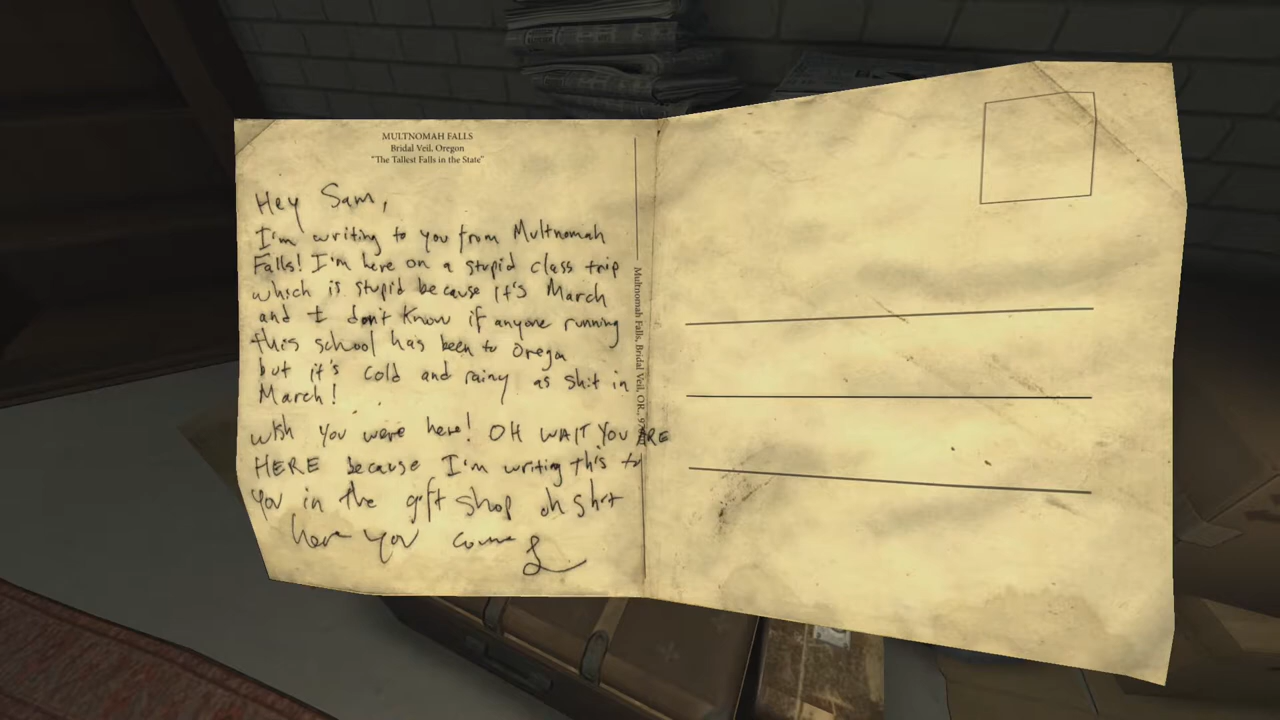 MULTNOMAH FALLS
Bridal Veil, Oregon
"The Tallest Falls in the State"
Hey Sam,
I'm writing to you from Multnomah
Falls! I'm here on a stupid class trip
which is stupid because it's March
and I don't know if anyone running
this school has been to Oregon
but it's cold and rainy as shit in
March!
wish you were here! OH WAIT YOU ARE
HERE because I'm writing this to
you in the gift shop oh shit
here you come
L
Multnomah Falls, Bridal Veil, OR.,